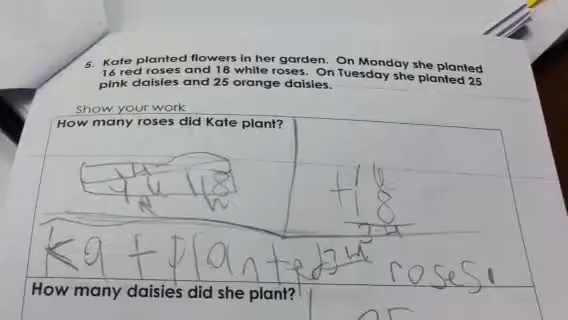 5. Kate planted flowers in her garden. On Monday she planted
16 red roses and 18 white roses. On Tuesday she planted 25
pink daisies and 25 orange daisies.
Show your work
How many roses did Kate plant?
16
+18
34
Kat planted 34 roses.
How many daisies did she plant?